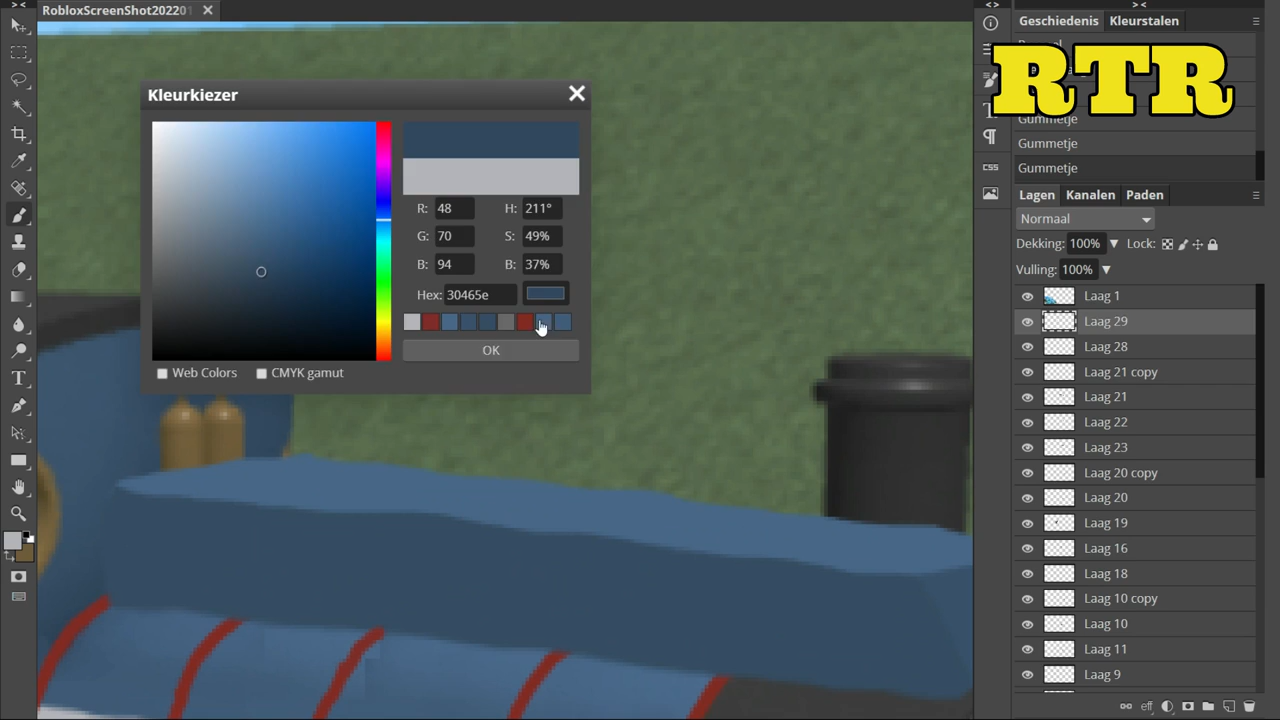 RobloxScreenShot202201
Geschiedenis Kleurstalen
RTR
Gummetje
Gummetje
Gummetje
Kleurkiezer
R: 48 H: 211°
G: 70 S: 49%
B: 94 B: 37%
Hex: 30465e
OK
Web Colors CMYK gamut
CSS
Lagen Kanalen Paden
Normaal
Dekking: 100% Lock:
Vulling: 100%
Laag 1
Laag 29
Laag 28
Laag 21 copy
Laag 21
Laag 22
Laag 23
Laag 20 copy
Laag 20
Laag 19
Laag 16
Laag 18
Laag 10 copy
Laag 10
Laag 11
Laag 9
eff